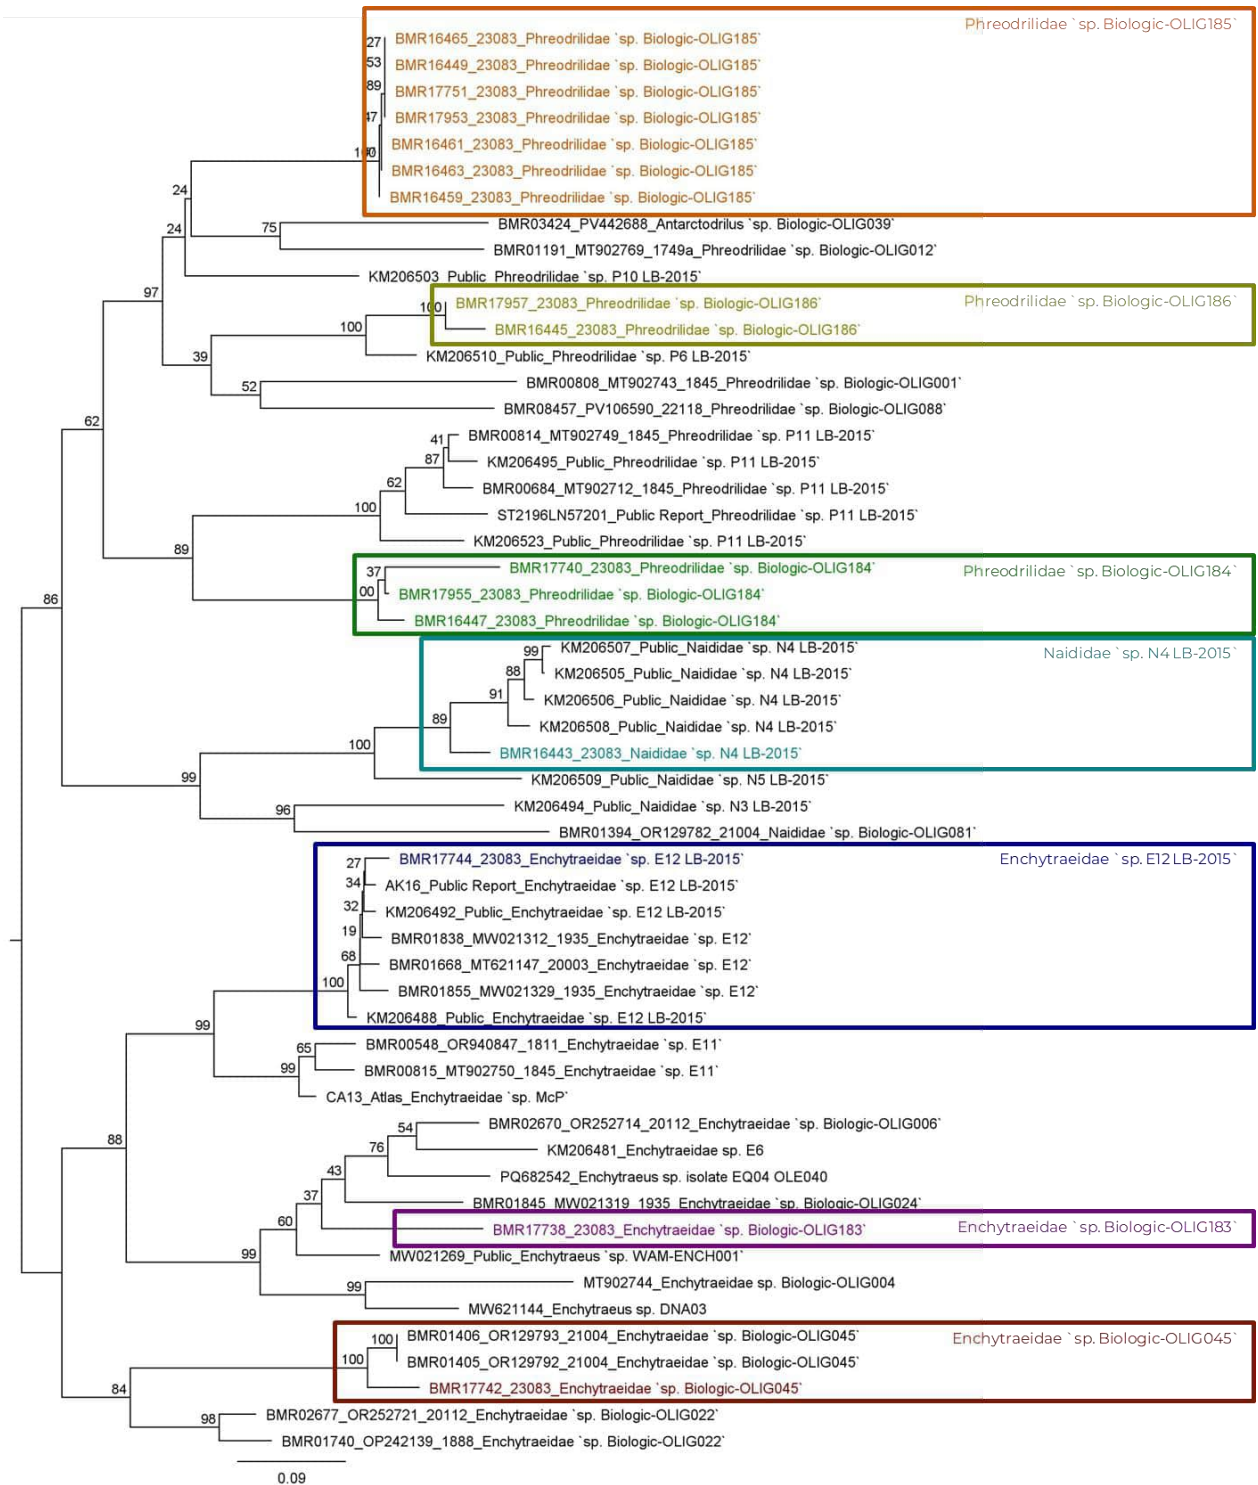 Phreodrilidae `sp. Biologic-OLIG185`
27
BMR16465_23083_Phreodrilidae `sp. Biologic-OLIG185`
53
BMR16449_23083_Phreodrilidae `sp. Biologic-OLIG185`
89
BMR17751_23083_Phreodrilidae `sp. Biologic-OLIG185`
47
BMR17953_23083_Phreodrilidae `sp. Biologic-OLIG185`
BMR16461_23083_Phreodrilidae `sp. Biologic-OLIG185`
BMR16463_23083_Phreodrilidae `sp. Biologic-OLIG185`
BMR16459_23083_Phreodrilidae `sp. Biologic-OLIG185`
24
BMR03424_PV442688_Antarctodrilus `sp. Biologic-OLIG039`
24
75
BMR01191_MT902769_1749a_Phreodrilidae `sp. Biologic-OLIG012`
KM206503_Public_Phreodrilidae `sp. P10 LB-2015`
97
100
BMR17957_23083_Phreodrilidae `sp. Biologic-OLIG186`
Phreodrilidae `sp. Biologic-OLIG186`
100
BMR16445_23083_Phreodrilidae `sp. Biologic-OLIG186`
39
KM206510_Public_Phreodrilidae `sp. P6 LB-2015`
52
BMR00808_MT902743_1845_Phreodrilidae `sp. Biologic-OLIG001`
BMR08457_PV106590_22118_Phreodrilidae `sp. Biologic-OLIG088`
62
41
BMR00814_MT902749_1845_Phreodrilidae `sp. P11 LB-2015`
87
KM206495_Public_Phreodrilidae `sp. P11 LB-2015`
62
BMR00684_MT902712_1845_Phreodrilidae `sp. P11 LB-2015`
100
ST2196LN57201_Public Report_Phreodrilidae `sp. P11 LB-2015`
KM206523_Public_Phreodrilidae `sp. P11 LB-2015`
89
37
BMR17740_23083_Phreodrilidae `sp. Biologic-OLIG184`
Phreodrilidae `sp. Biologic-OLIG184`
00
BMR17955_23083_Phreodrilidae `sp. Biologic-OLIG184`
86
BMR16447_23083_Phreodrilidae `sp. Biologic-OLIG184`
99
KM206507_Public_Naididae `sp. N4 LB-2015`
Naididae `sp. N4 LB-2015`
88
KM206505_Public_Naididae `sp. N4 LB-2015`
91
KM206506_Public_Naididae `sp. N4 LB-2015`
89
KM206508_Public_Naididae `sp. N4 LB-2015`
100
BMR16443_23083_Naididae `sp. N4 LB-2015`
99
KM206509_Public_Naididae `sp. N5 LB-2015`
96
KM206494_Public_Naididae `sp. N3 LB-2015`
BMR01394_OR129782_21004_Naididae `sp. Biologic-OLIG081`
27
BMR17744_23083_Enchytraeidae `sp. E12 LB-2015`
Enchytraeidae `sp. E12 LB-2015`
34
AK16_Public Report_Enchytraeidae `sp. E12 LB-2015`
32
KM206492_Public_Enchytraeidae `sp. E12 LB-2015`
19
BMR01838_MW021312_1935_Enchytraeidae `sp. E12`
68
BMR01668_MT621147_20003_Enchytraeidae `sp. E12`
100
BMR01855_MW021329_1935_Enchytraeidae `sp. E12`
KM206488_Public_Enchytraeidae `sp. E12 LB-2015`
99
65
BMR00548_OR940847_1811_Enchytraeidae `sp. E11`
99
BMR00815_MT902750_1845_Enchytraeidae `sp. E11`
CA13_Atlas_Enchytraeidae `sp. McP`
54
BMR02670_OR252714_20112_Enchytraeidae `sp. Biologic-OLIG006`
88
76
KM206481_Enchytraeidae sp. E6
43
PQ682542_Enchytraeus sp. isolate EQ04 OLE040
37
BMR01845_MW021319_1935_Enchytraeidae `sp. Biologic-OLIG024`
60
BMR17738_23083_Enchytraeidae `sp. Biologic-OLIG183`
Enchytraeidae `sp. Biologic-OLIG183`
99
MW021269_Public_Enchytraeus `sp. WAM-ENCH001`
99
MT902744_Enchytraeidae sp. Biologic-OLIG004
MW621144_Enchytraeus sp. DNA03
100
BMR01406_OR129793_21004_Enchytraeidae `sp. Biologic-OLIG045`
Enchytraeidae `sp. Biologic-OLIG045`
100
BMR01405_OR129792_21004_Enchytraeidae `sp. Biologic-OLIG045`
84
BMR17742_23083_Enchytraeidae `sp. Biologic-OLIG045`
98
BMR02677_OR252721_20112_Enchytraeidae `sp. Biologic-OLIG022`
BMR01740_OP242139_1888_Enchytraeidae `sp. Biologic-OLIG022`
0.09